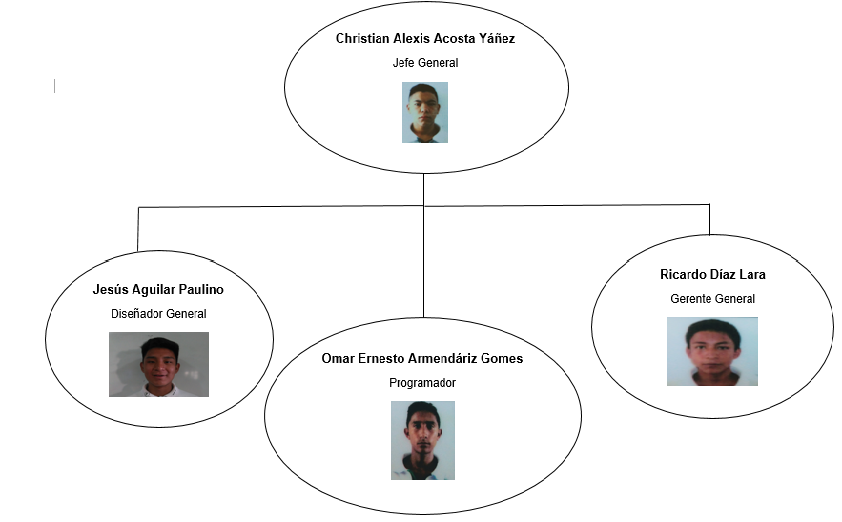 Christian Alexis Acosta Yáñez
Jefe General
Jesús Aguilar Paulino
Diseñador General
Ricardo Díaz Lara
Gerente General
Omar Ernesto Armendáriz Gomes
Programador